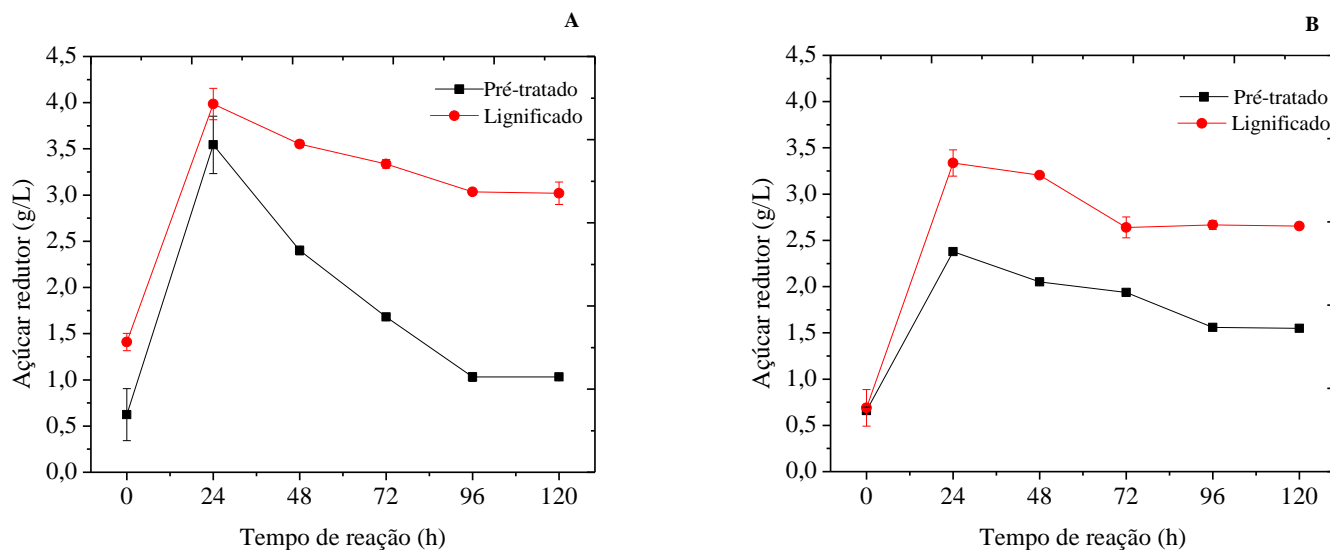 A
Açúcar redutor (g/L)
4,5
4,0
3,5
3,0
2,5
2,0
1,5
1,0
0,5
0,0
Pré-tratado
Lignificado
0 24 48 72 96 120
Tempo de reação (h)
B
Açúcar redutor (g/L)
4,5
4,0
3,5
3,0
2,5
2,0
1,5
1,0
0,5
0,0
Pré-tratado
Lignificado
0 24 48 72 96 120
Tempo de reação (h)